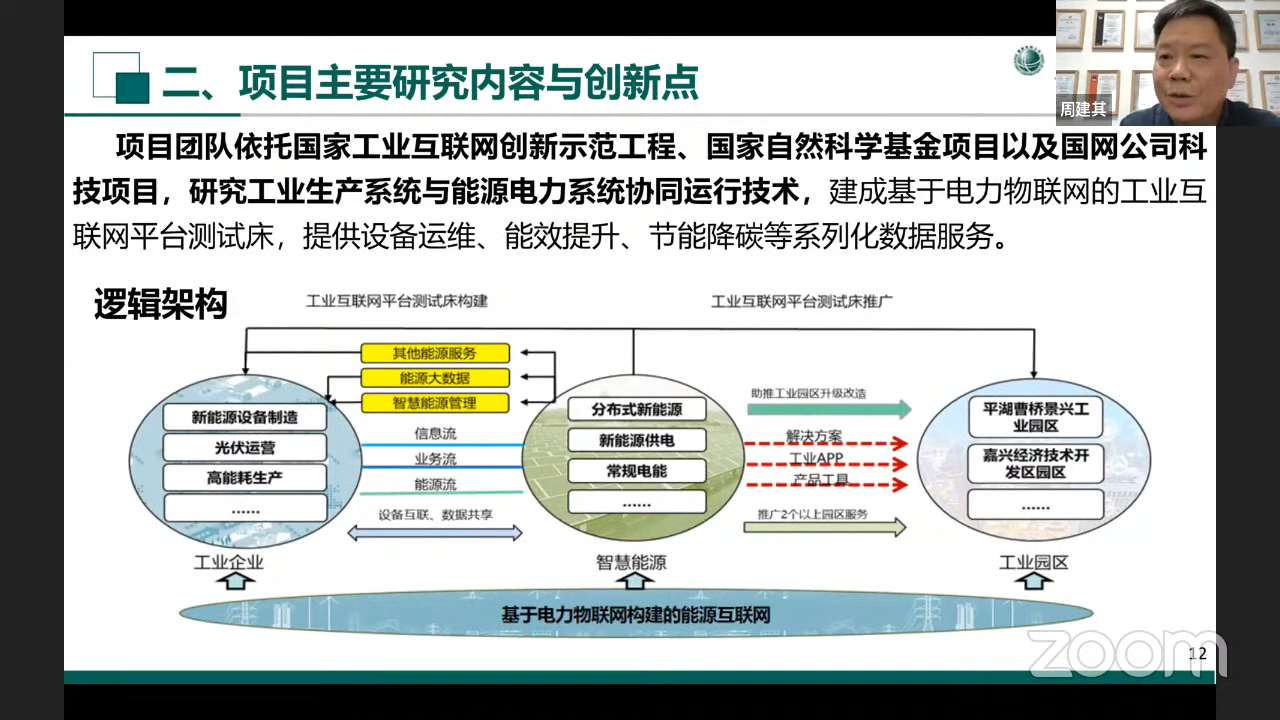 二、项目主要研究内容与创新点
周建其
项目团队依托国家工业互联网创新示范工程、国家自然科学基金项目以及国网公司科
技项目，研究工业生产系统与能源电力系统协同运行技术，建成基于电力物联网的工业互
联网平台测试床，提供设备运维、能效提升、节能降碳等系列化数据服务。
逻辑架构
工业互联网平台测试床构建
工业互联网平台测试床推广
其他能源服务
能源大数据
智慧能源管理
新能源设备制造
光伏运营
高能耗生产
......
信息流
业务流
能源流
设备互联、数据共享
分布式新能源
新能源供电
常规电能
......
助推工业园区升级改造
解决方案
工业APP
产品工具
推广2个以上园区服务
平湖曹桥景兴工
业园区
嘉兴经济技术开
发区园区
......
工业企业
智慧能源
工业园区
基于电力物联网构建的能源互联网
zoom
12